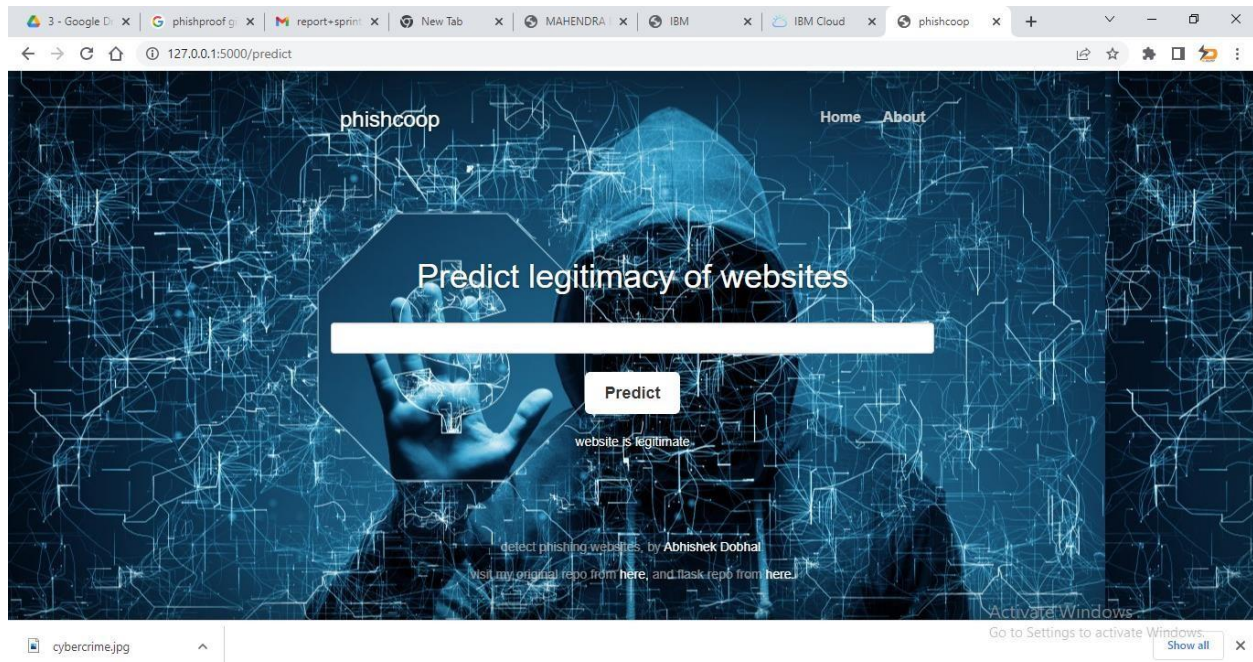 3 - Google Dr
phishproof g
report+sprint
New Tab
MAHENDRA
IBM
IBM Cloud
phishcoop
127.0.0.1:5000/predict
phishcoop
Home
About
Predict legitimacy of websites
Predict
website is legitimate
detect phishing websites, by Abhishek Dobhal
visit my original repo from here, and flask repo from here.
Activate Windows
Go to Settings to activate Windows.
cybercrime.jpg
Show all